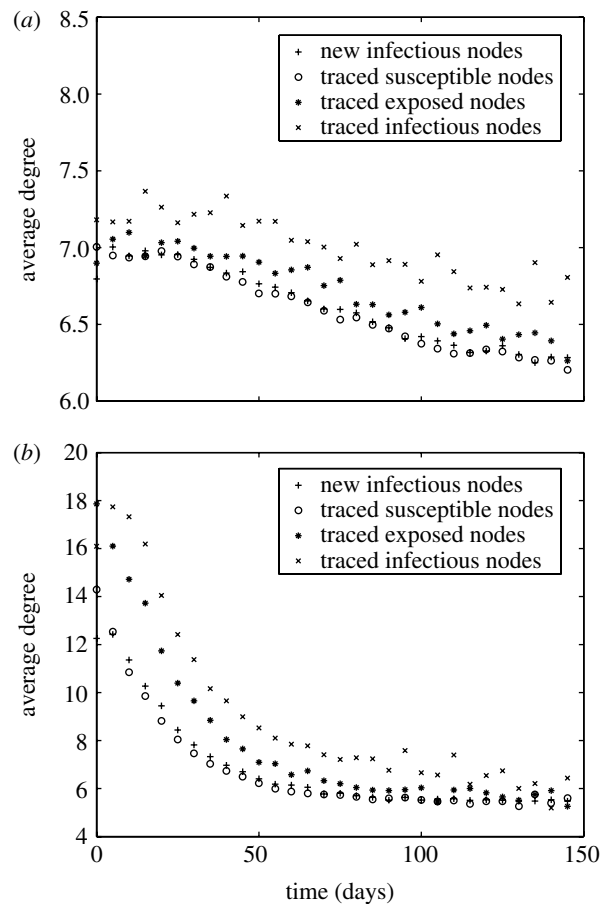 (a)
8.5
8.0
7.5
7.0
6.5
6.0
average degree
new infectious nodes
traced susceptible nodes
traced exposed nodes
traced infectious nodes
(b)
20
18
16
14
12
10
8
6
4
average degree
new infectious nodes
traced susceptible nodes
traced exposed nodes
traced infectious nodes
0 50 100 150
time (days)